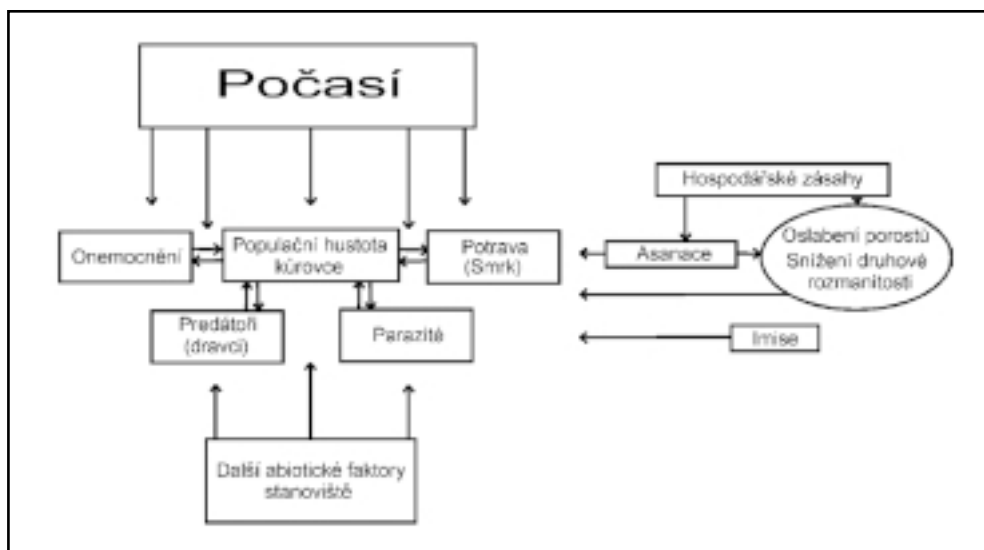 Počasí
Hospodářské zásahy
Onemocnění
Populační hustota
kůrovce
Potrava
(Smrk)
Asanace
Oslabení porostů
Snížení druhové
rozmanitosti
Predátoři
(dravci)
Parazité
Imise
Další abiotické faktory
stanoviště